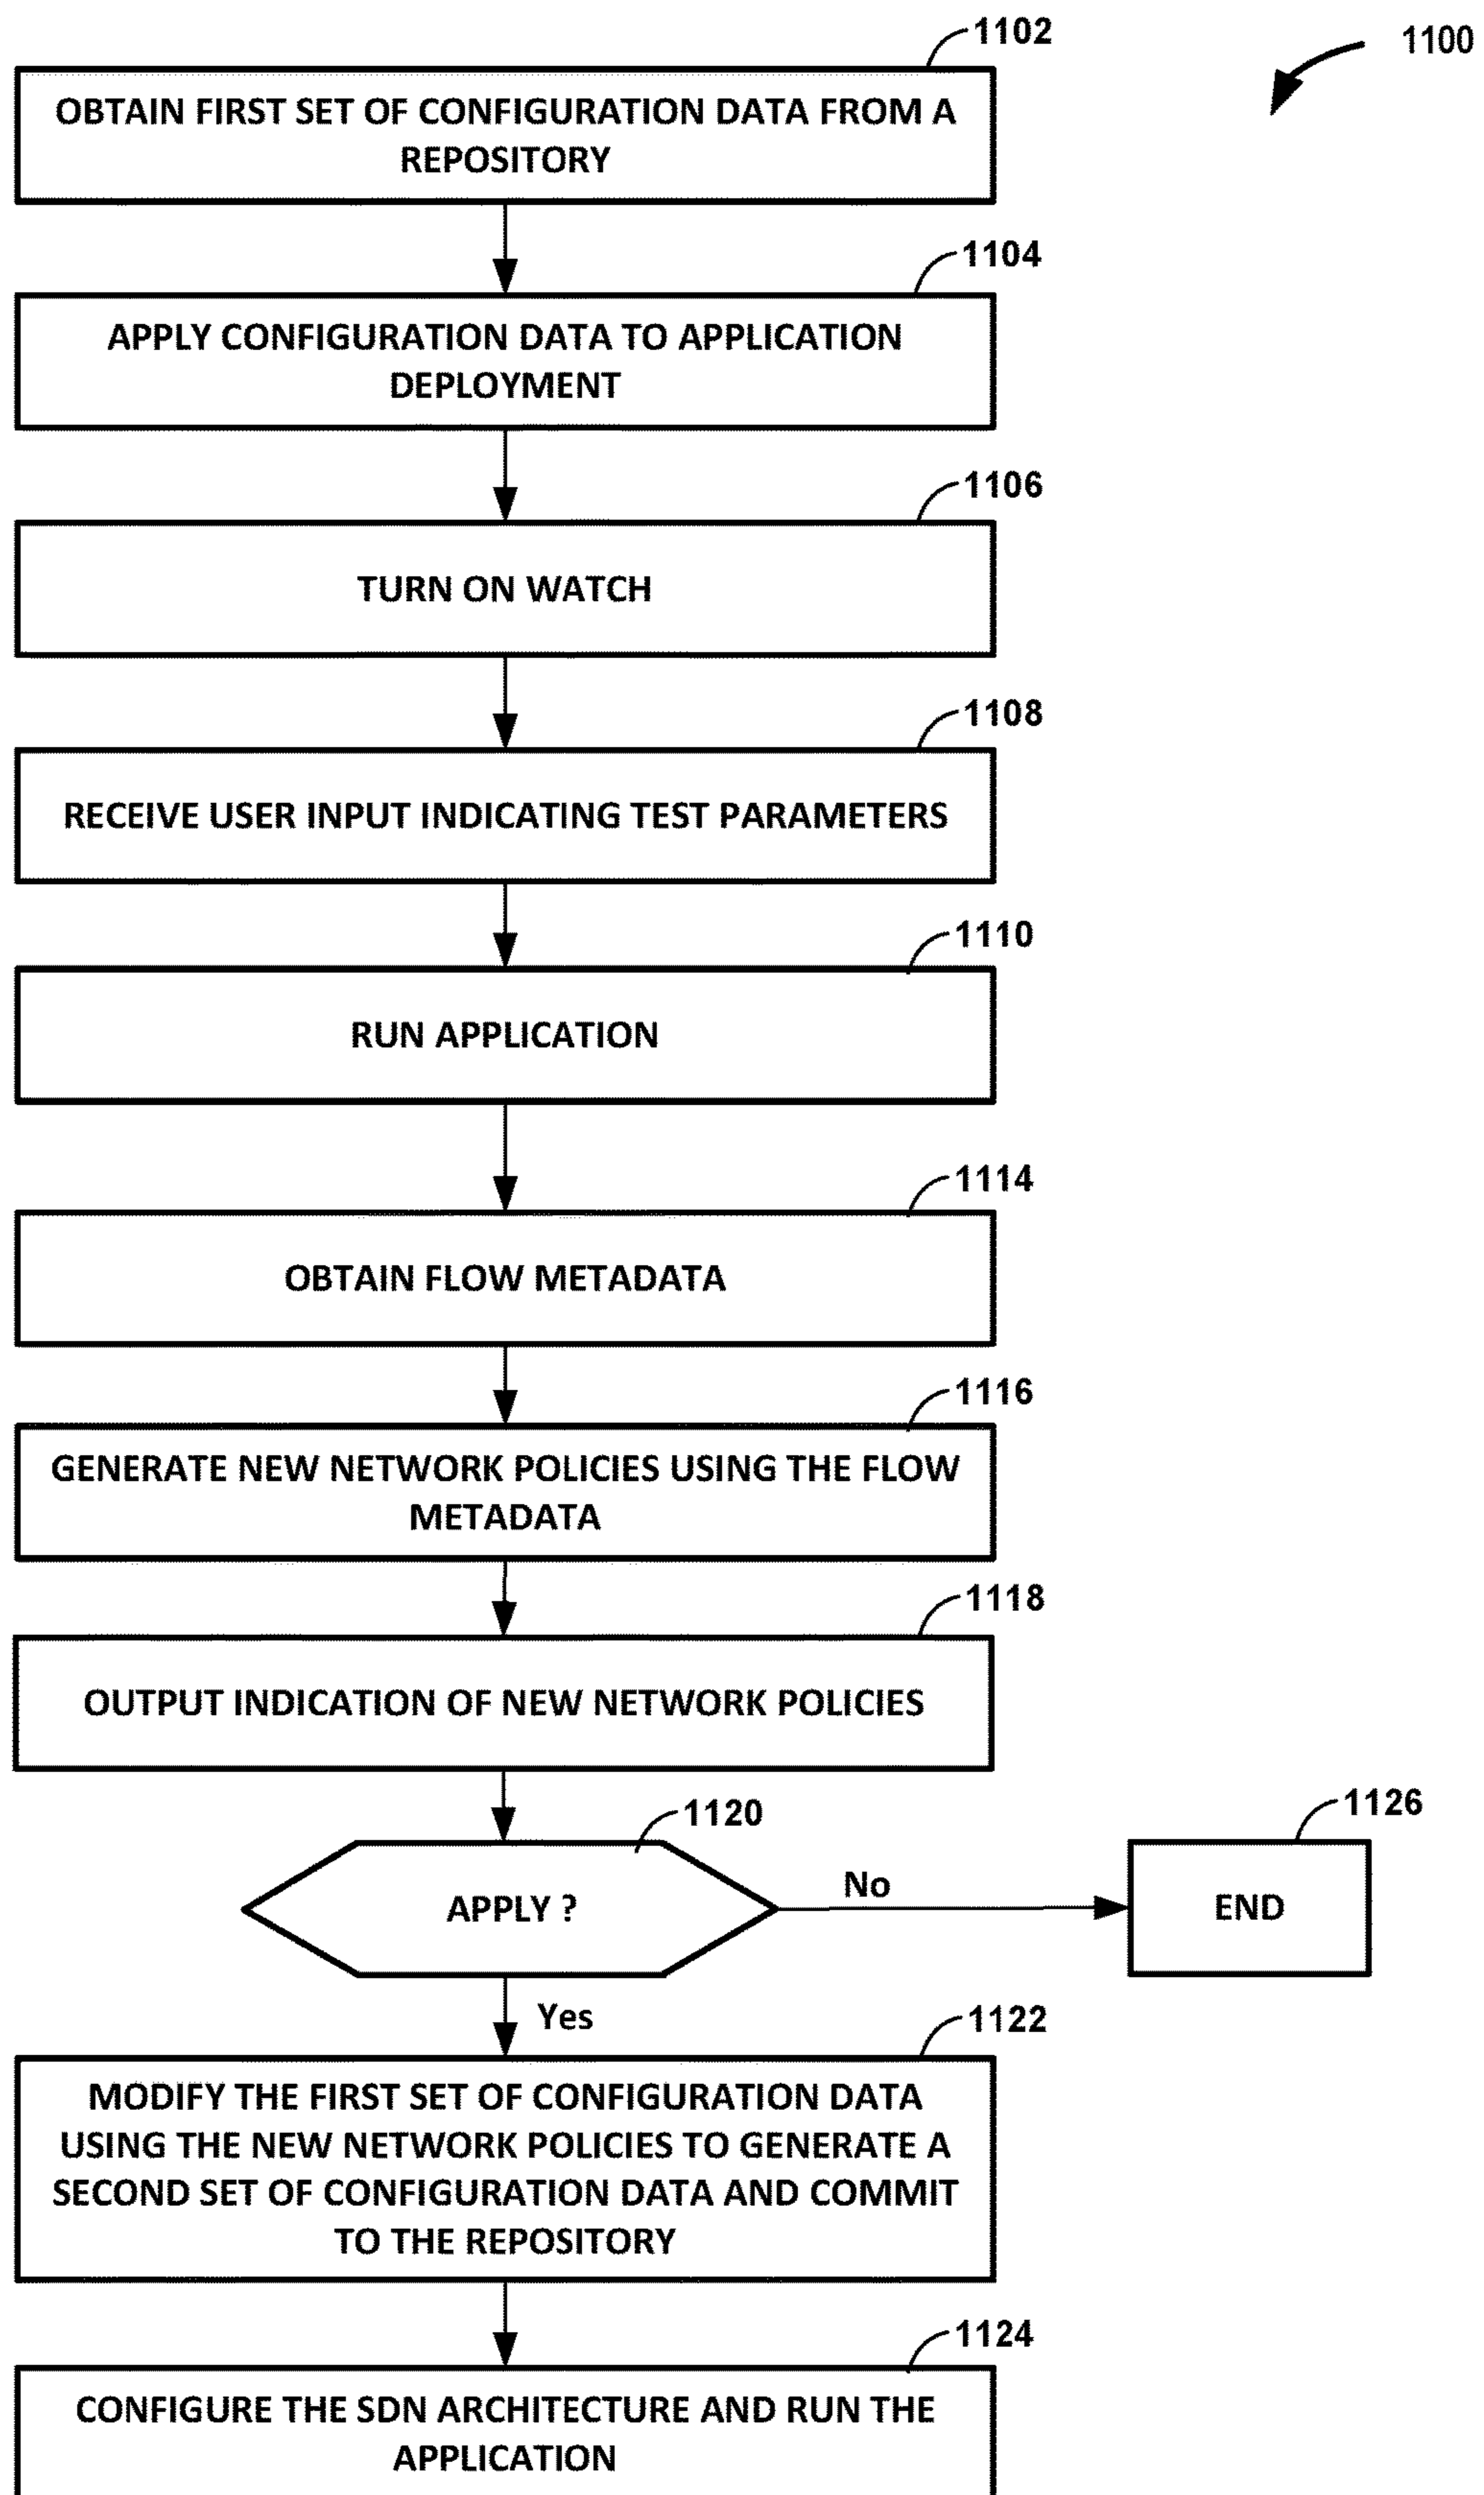 1102
1100
OBTAIN FIRST SET OF CONFIGURATION DATA FROM A
REPOSITORY
1104
APPLY CONFIGURATION DATA TO APPLICATION
DEPLOYMENT
1106
TURN ON WATCH
1108
RECEIVE USER INPUT INDICATING TEST PARAMETERS
1110
RUN APPLICATION
1114
OBTAIN FLOW METADATA
1116
GENERATE NEW NETWORK POLICIES USING THE FLOW
METADATA
1118
OUTPUT INDICATION OF NEW NETWORK POLICIES
1120
1126
APPLY ?
No
END
Yes
1122
MODIFY THE FIRST SET OF CONFIGURATION DATA
USING THE NEW NETWORK POLICIES TO GENERATE A
SECOND SET OF CONFIGURATION DATA AND COMMIT
TO THE REPOSITORY
1124
CONFIGURE THE SDN ARCHITECTURE AND RUN THE
APPLICATION